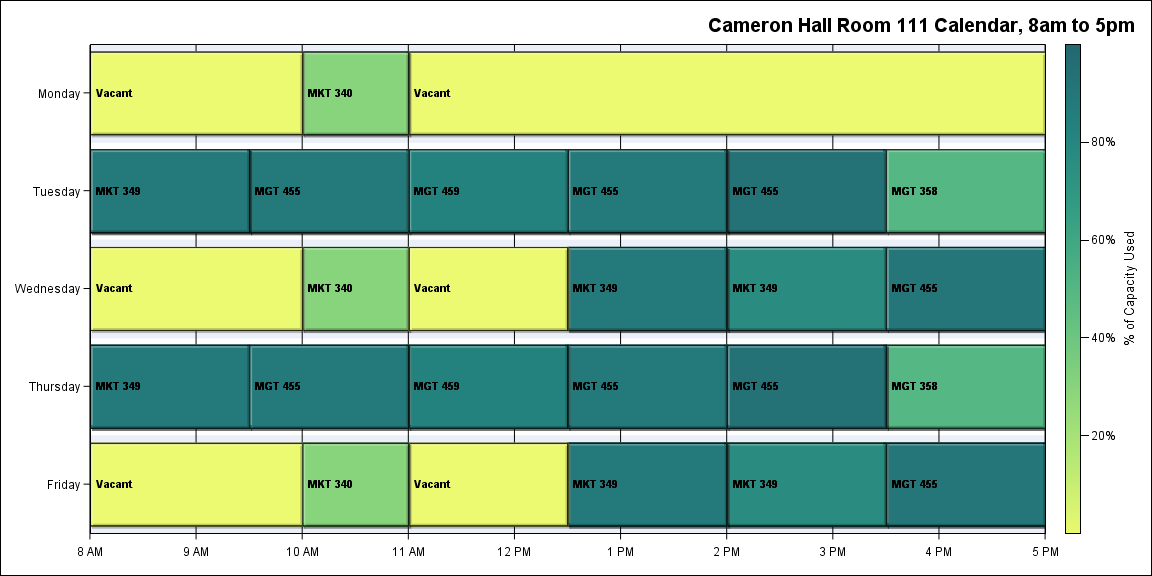 Cameron Hall Room 111 Calendar, 8am to 5pm
Monday
Vacant
MKT 340
Vacant
Tuesday
MKT 349
MGT 455
MGT 459
MGT 455
MGT 455
MGT 358
Wednesday
Vacant
MKT 340
Vacant
MKT 349
MKT 349
MGT 455
Thursday
MKT 349
MGT 455
MGT 459
MGT 455
MGT 455
MGT 358
Friday
Vacant
MKT 340
Vacant
MKT 349
MKT 349
MGT 455
8 AM
9 AM
10 AM
11 AM
12 PM
1 PM
2 PM
3 PM
4 PM
5 PM
80%
60%
40%
20%
% of Capacity Used